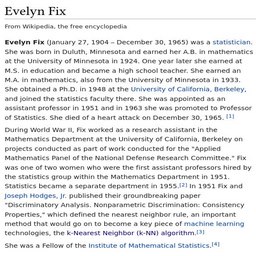 Evelyn Fix
From Wikipedia, the free encyclopedia
Evelyn Fix (January 27, 1904 – December 30, 1965) was a statistician.
She was born in Duluth, Minnesota and earned her A.B. in mathematics
at the University of Minnesota in 1924. One year later she earned at
M.S. in education and became a high school teacher. She earned an
M.A. in mathematics, also from the University of Minnesota in 1933.
She obtained a Ph.D. in 1948 at the University of California, Berkeley,
and joined the statistics faculty there. She was appointed as an
assistant professor in 1951 and in 1963 she was promoted to Professor
of Statistics. She died of a heart attack on December 30, 1965. [1]
During World War II, Fix worked as a research assistant in the
Mathematics Department at the University of California, Berkeley on
projects conducted as part of work conducted for the "Applied
Mathematics Panel of the National Defense Research Committee." Fix
was one of two women who were the first assistant professors hired by
the statistics group within the Mathematics Department in 1951.
Statistics became a separate department in 1955.[2] In 1951 Fix and
Joseph Hodges, Jr. published their groundbreaking paper
"Discriminatory Analysis. Nonparametric Discrimination: Consistency
Properties," which defined the nearest neighbor rule, an important
method that would go on to become a key piece of machine learning
technologies, the k-Nearest Neighbor (k-NN) algorithm.[3]
She was a Fellow of the Institute of Mathematical Statistics.[4]